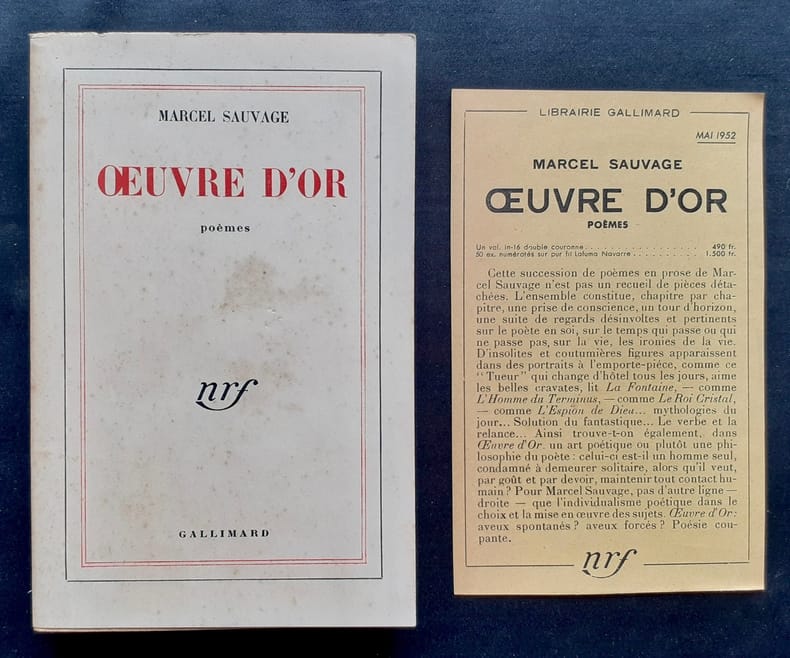 MARCEL SAUVAGE
ŒUVRE D'OR
poèmes
nrf
GALLIMARD
LIBRAIRIE GALLIMARD
MAI 1952
MARCEL SAUVAGE
ŒUVRE D'OR
POÈMES
Un vol. in-16 double couronne . . . . . . . . . . . . . . . . . . . . 490 fr.
50 ex. numérotés sur pur fil Lafuma Navarre . . . . . . . . . . . 1.500 fr.
Cette succession de poèmes en prose de Mar-
cel Sauvage n'est pas un recueil de pièces déta-
chées. L'ensemble constitue, chapitre par cha-
pitre, une prise de conscience, un tour d'horizon,
une suite de regards désinvoltes et pertinents
sur le poète en soi, sur le temps qui passe ou qui
ne passe pas, sur la vie, les ironies de la vie.
D'insolites et coutumières figures apparaissent
dans des portraits à l'emporte-pièce, comme ce
"Tueur" qui change d'hôtel tous les jours, aime
les belles cravates, lit La Fontaine, — comme
L'Homme du Terminus, — comme Le Roi Cristal,
— comme L'Espion de Dieu... mythologies du
jour... Solution du fantastique... Le verbe et la
relance... Ainsi trouve-t-on également, dans
Œuvre d'Or. un art poétique ou plutôt une phi-
losophie du poète : celui-ci est-il un homme seul,
condamné à demeurer solitaire, alors qu'il veut,
par goût et par devoir, maintenir tout contact hu-
main ? Pour Marcel Sauvage, pas d'autre ligne —
droite — que l'individualisme poétique dans le
choix et la mise en œuvre des sujets. Œuvre d'Or :
aveux spontanés ? aveux forcés ? Poésie cou-
pante.
nrf